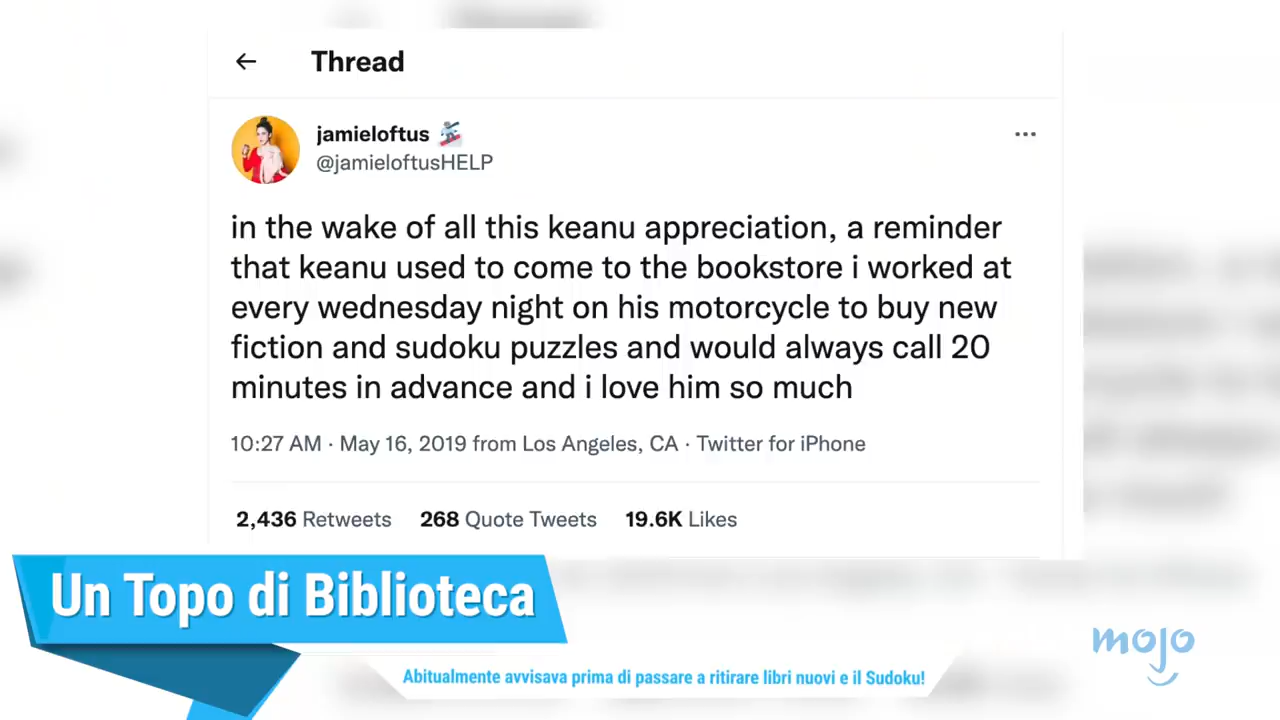 Thread
jamieloftus 🏂
@jamieloftusHELP
in the wake of all this keanu appreciation, a reminder
that keanu used to come to the bookstore i worked at
every wednesday night on his motorcycle to buy new
fiction and sudoku puzzles and would always call 20
minutes in advance and i love him so much
10:27 AM · May 16, 2019 from Los Angeles, CA · Twitter for iPhone
2,436 Retweets 268 Quote Tweets 19.6K Likes
Un Topo di Biblioteca
mojo
Abitualmente avvisava prima di passare a ritirare libri nuovi e il Sudoku!